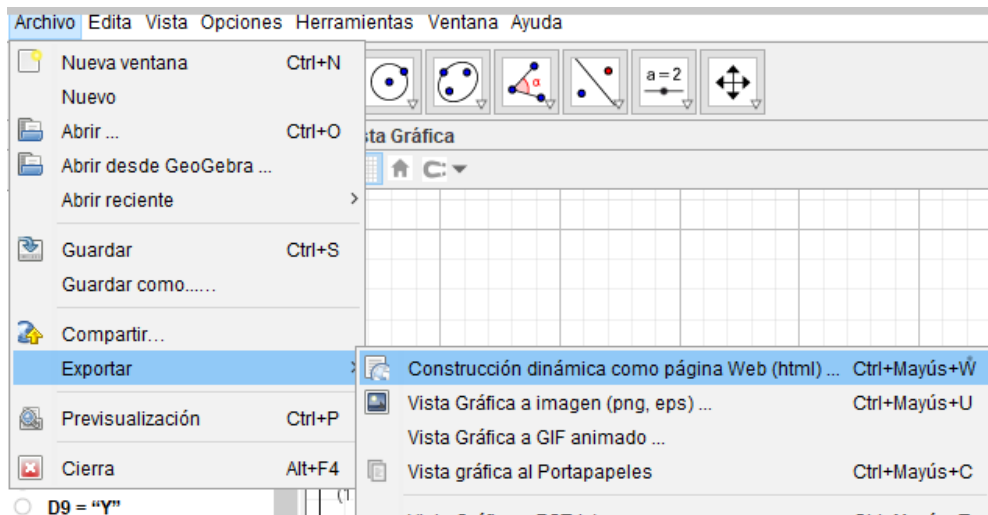 Archivo Edita Vista Opciones Herramientas Ventana Ayuda
Nueva ventana Ctrl+N
Nuevo
Abrir ... Ctrl+O
Abrir desde GeoGebra ...
Abrir reciente
Guardar Ctrl+S
Guardar como......
Compartir...
Exportar
Previsualización Ctrl+P
Cierra Alt+F4
D9 = “Y”
α
a=2
sta Gráfica
Construcción dinámica como página Web (html) ... Ctrl+Mayús+W
Vista Gráfica a imagen (png, eps) ... Ctrl+Mayús+U
Vista Gráfica a GIF animado ...
Vista gráfica al Portapapeles Ctrl+Mayús+C